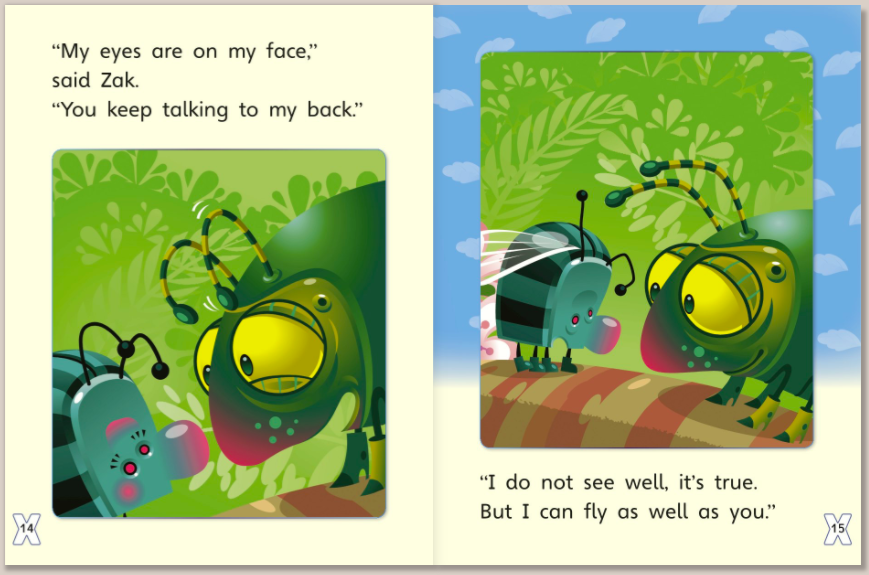 “My eyes are on my face,”
said Zak.
“You keep talking to my back.”
14
“I do not see well, it’s true.
But I can fly as well as you.”
15